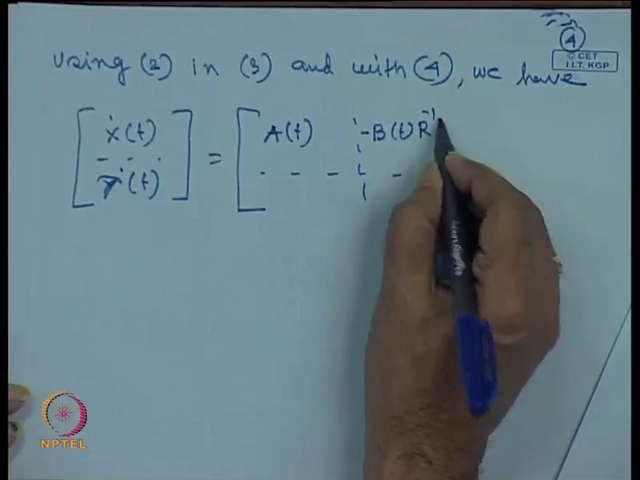 4
© CET
I.I.T. KGP
Using (2) in (3) and with (4), we have
[ẋ(t) / λ̇(t)] = [A(t) ¦ -B(t)R⁻¹
NPTEL